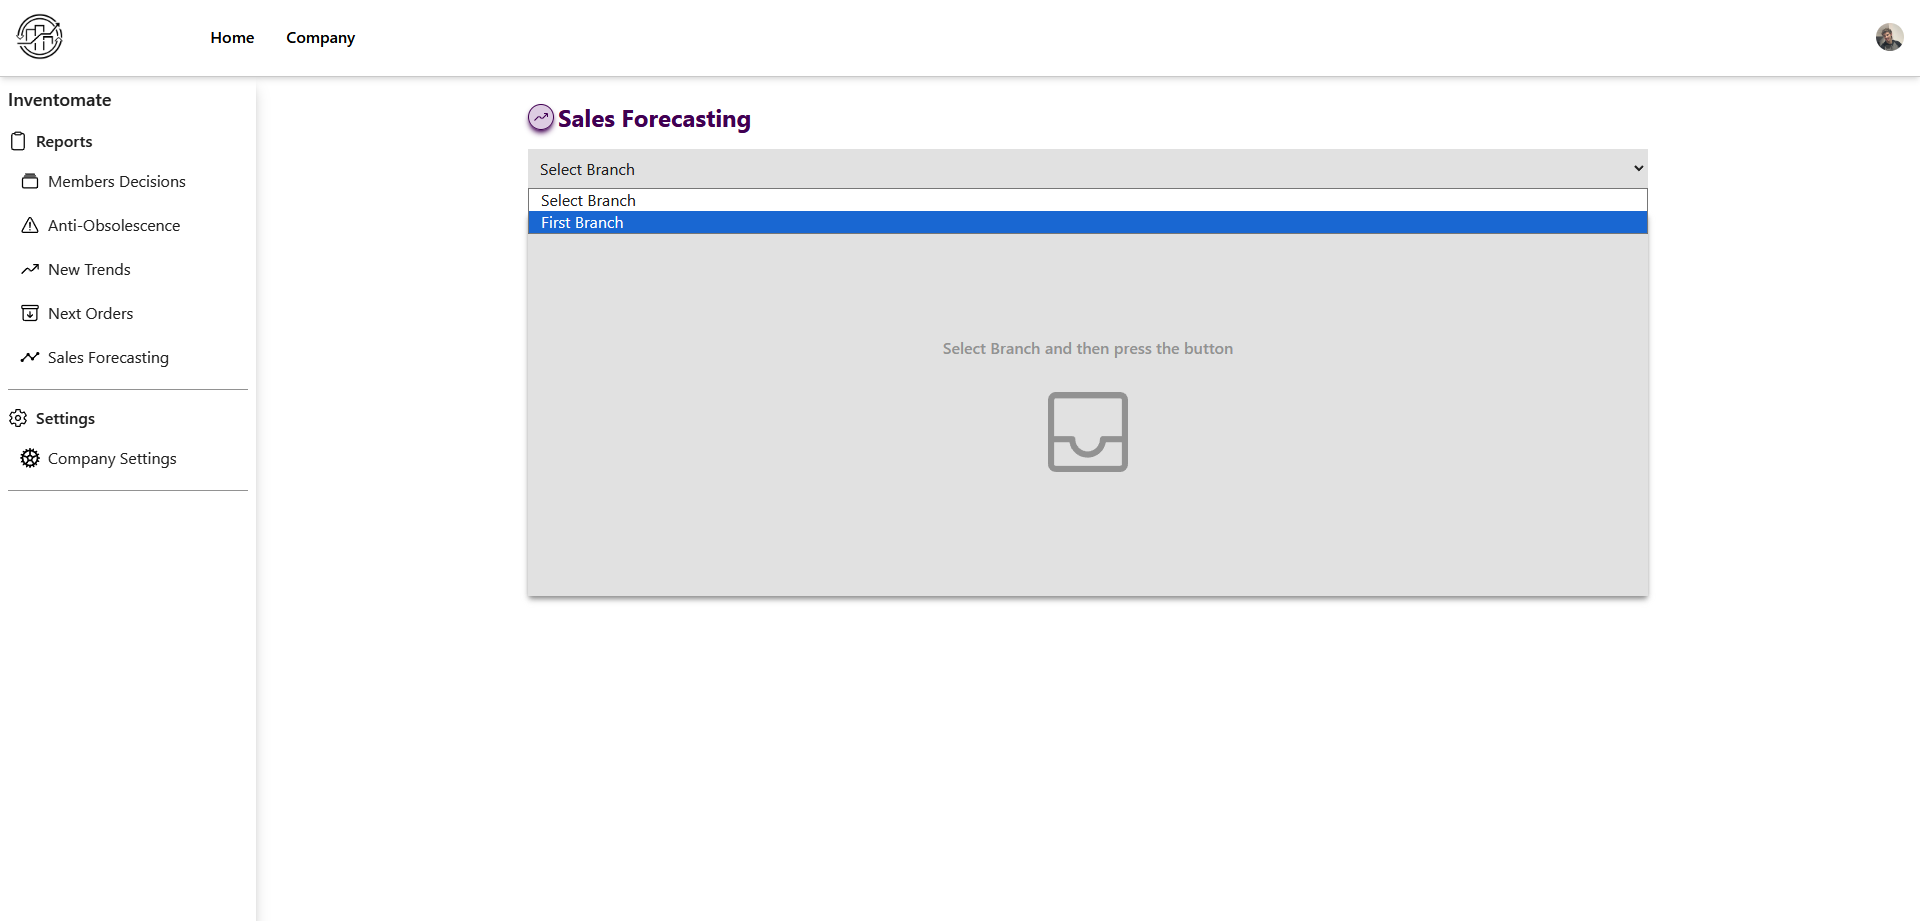 Home
Company
Inventomate
Reports
Members Decisions
Anti-Obsolescence
New Trends
Next Orders
Sales Forecasting
Settings
Company Settings
Sales Forecasting
Select Branch
Select Branch
First Branch
Select Branch and then press the button